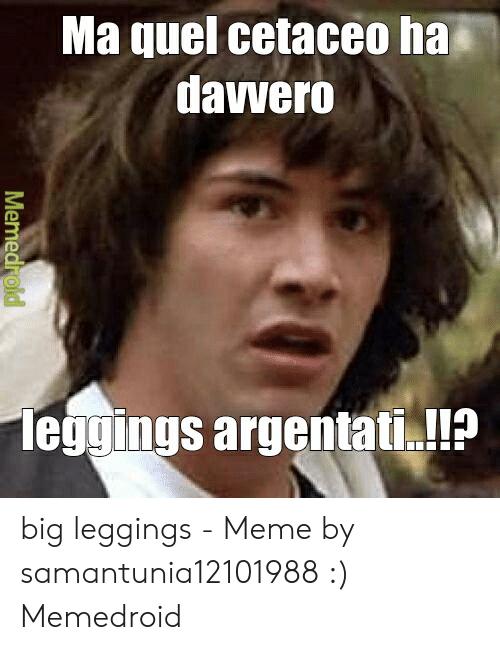 Ma quel cetaceo ha
davvero
Memedroid
leggings argentati..!!?
big leggings - Meme by
samantunia12101988 :)
Memedroid